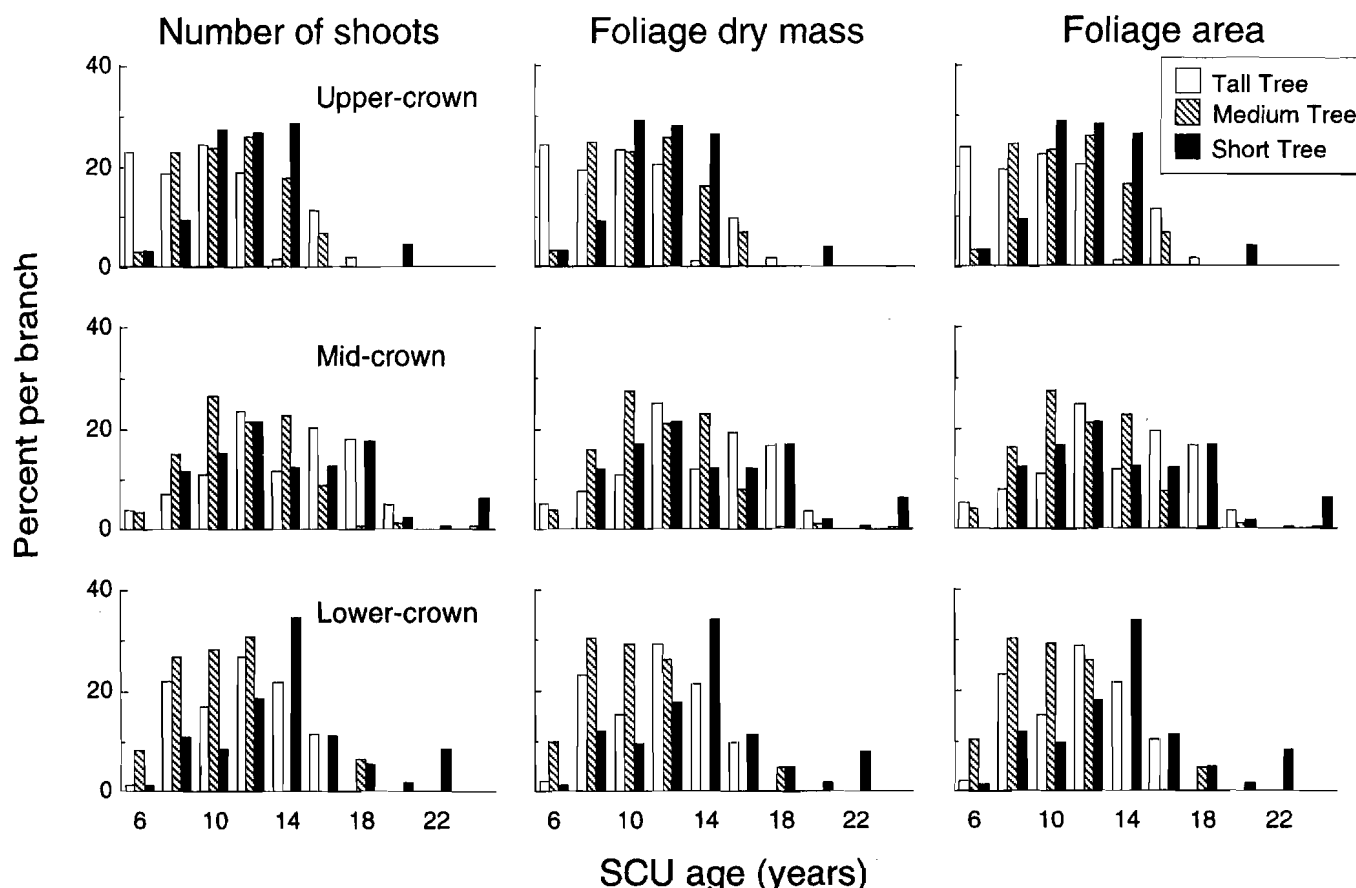 Number of shoots
Foliage dry mass
Foliage area
Tall Tree
Medium Tree
Short Tree
Upper-crown
40
20
0
Mid-crown
40
20
0
Lower-crown
40
20
0
Percent per branch
6 10 14 18 22
6 10 14 18 22
6 10 14 18 22
SCU age (years)